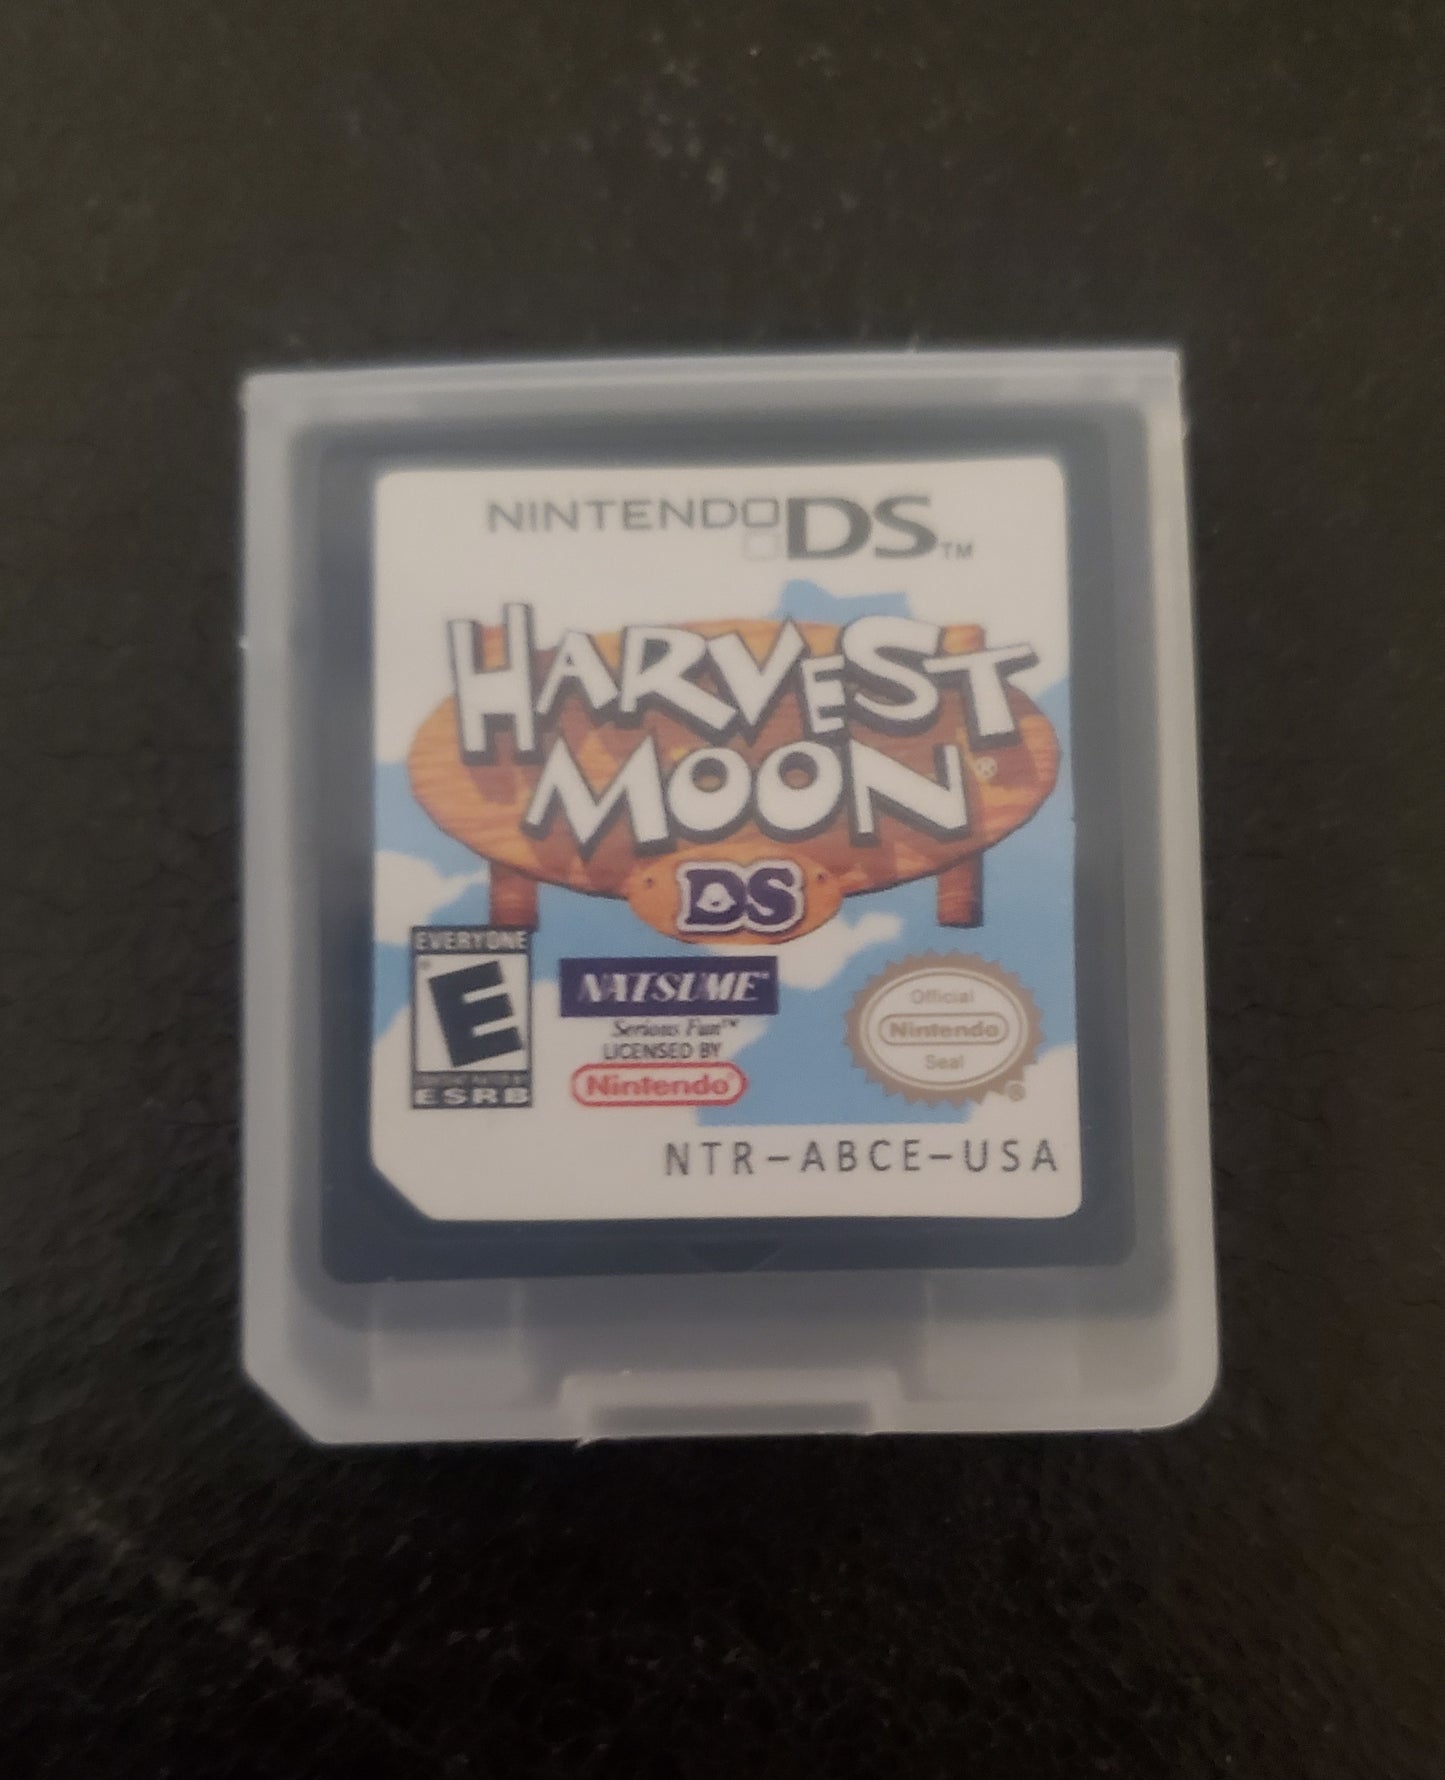 NINTENDO DS™
HARVEST
MOON®
DS
EVERYONE
E
ESRB
NATSUME®
Serious Fun™
LICENSED BY
Nintendo®
Official
Nintendo
Seal
®
NTR-ABCE-USA